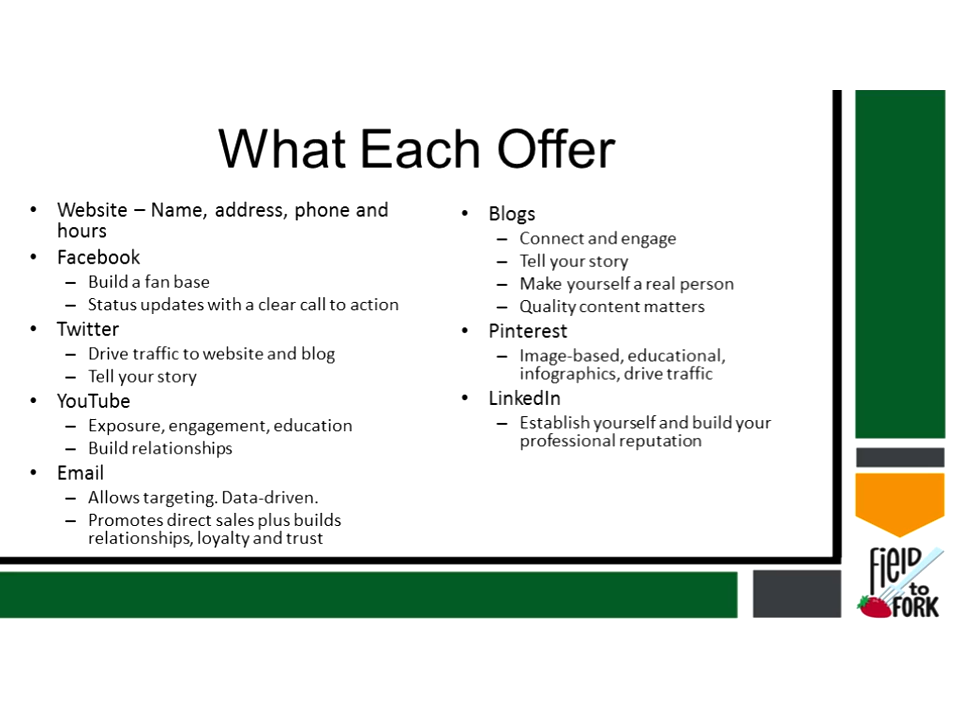 What Each Offer
• Website – Name, address, phone and
hours
• Facebook
– Build a fan base
– Status updates with a clear call to action
• Twitter
– Drive traffic to website and blog
– Tell your story
• YouTube
– Exposure, engagement, education
– Build relationships
• Email
– Allows targeting. Data-driven.
– Promotes direct sales plus builds
relationships, loyalty and trust
• Blogs
– Connect and engage
– Tell your story
– Make yourself a real person
– Quality content matters
• Pinterest
– Image-based, educational,
infographics, drive traffic
• LinkedIn
– Establish yourself and build your
professional reputation
FIELD
to
FORK